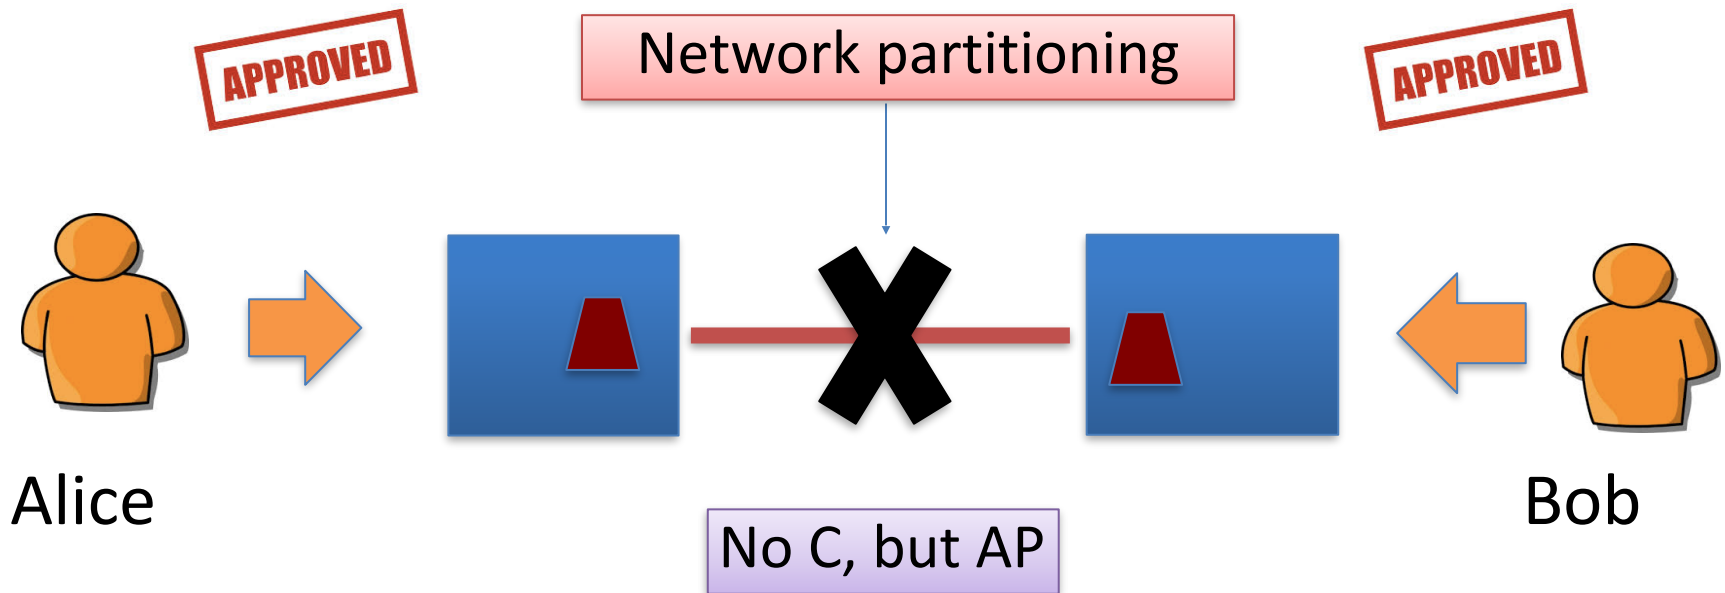 APPROVED
Network partitioning
APPROVED
Alice
Bob
No C, but AP